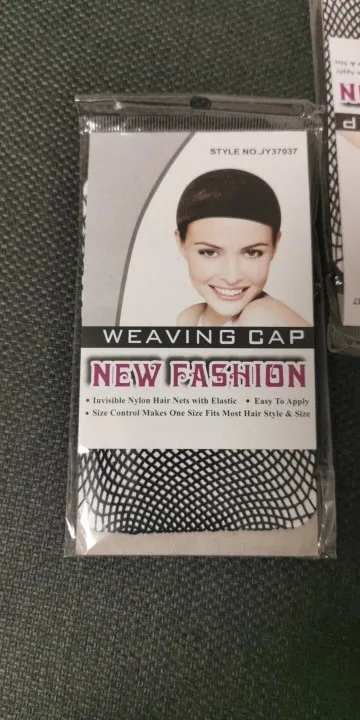 STYLE NO.JY37037
WEAVING CAP
NEW FASHION
• Invisible Nylon Hair Nets with Elastic • Easy To Apply
• Size Control Makes One Size Fits Most Hair Style & Size